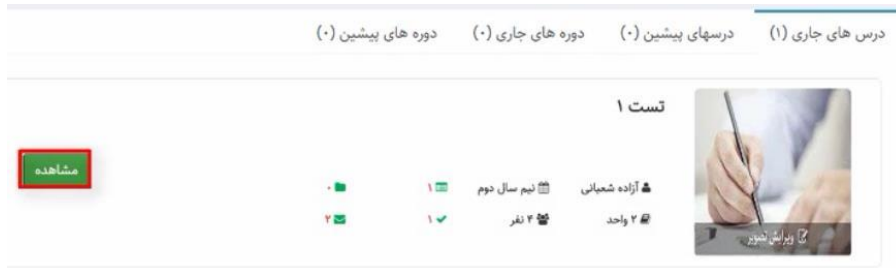 درس های جاری (۱) درسهای پیشین (۰) دوره های جاری (۰) دوره های پیشین (۰)
تست ۱
مشاهده
آزاده شعبانی نیم سال دوم ۱ ۰
۲ واحد ۴ نفر ۱ ۲
ویرایش تصویر